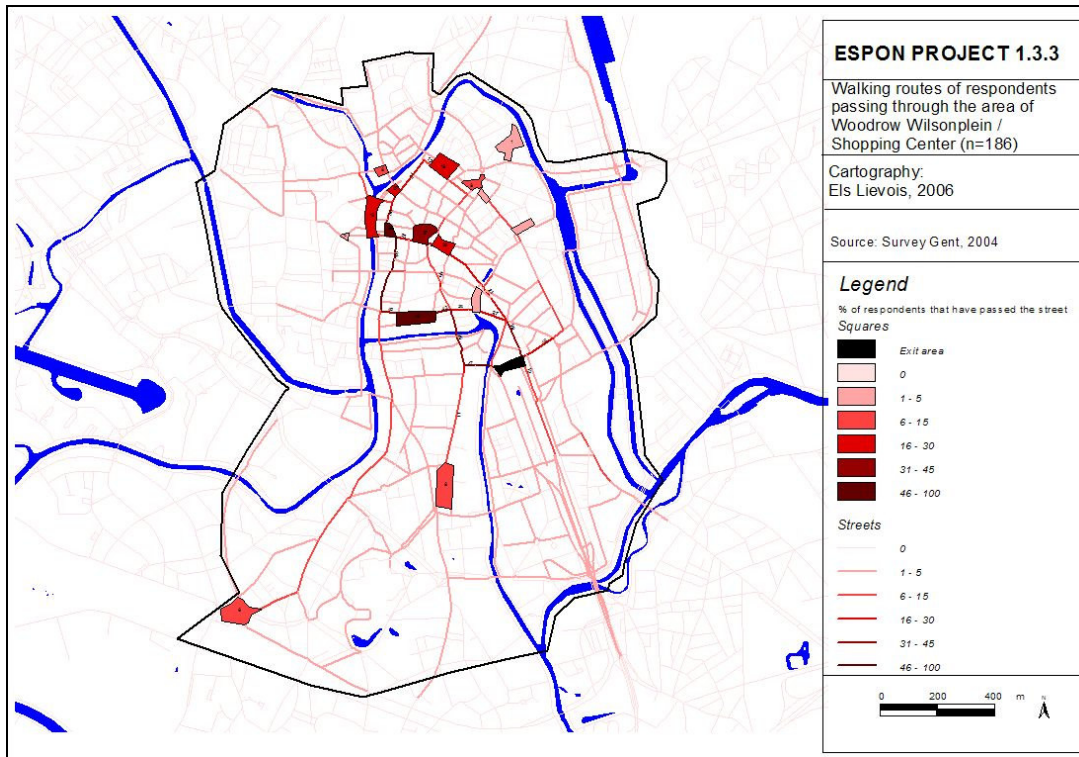 ESPON PROJECT 1.3.3
Walking routes of respondents
passing through the area of
Woodrow Wilsonplein /
Shopping Center (n=186)
Cartography:
Els Lievois, 2006
Source: Survey Gent, 2004
Legend
% of respondents that have passed the street
Squares
Exit area
0
1 - 5
6 - 15
16 - 30
31 - 45
46 - 100
Streets
0
1 - 5
6 - 15
16 - 30
31 - 45
46 - 100
0 200 400 m N